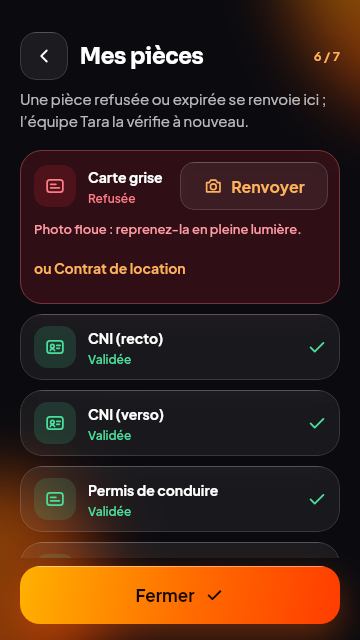 Mes pièces
6 / 7
Une pièce refusée ou expirée se renvoie ici ;
l’équipe Tara la vérifie à nouveau.
Carte grise
Refusée
Renvoyer
Photo floue : reprenez-la en pleine lumière.
ou Contrat de location
CNI (recto)
Validée
CNI (verso)
Validée
Permis de conduire
Validée
Fermer